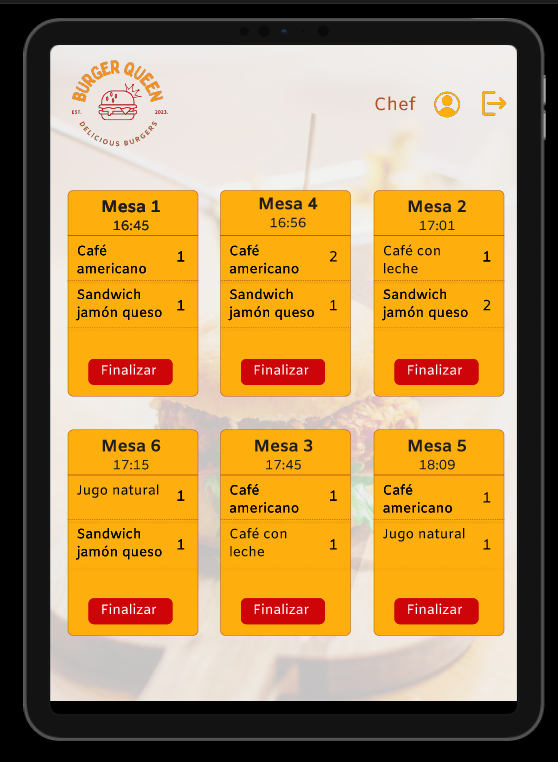 BURGER QUEEN
EST.
2023.
DELICIOUS BURGERS
Chef
Mesa 1
16:45
Café
americano
1
Sandwich
jamón queso
1
Finalizar
Mesa 4
16:56
Café
americano
2
Sandwich
jamón queso
1
Finalizar
Mesa 2
17:01
Café con
leche
1
Sandwich
jamón queso
2
Finalizar
Mesa 6
17:15
Jugo natural
1
Sandwich
jamón queso
1
Finalizar
Mesa 3
17:45
Café
americano
1
Café con
leche
1
Finalizar
Mesa 5
18:09
Café
americano
1
Jugo natural
1
Finalizar